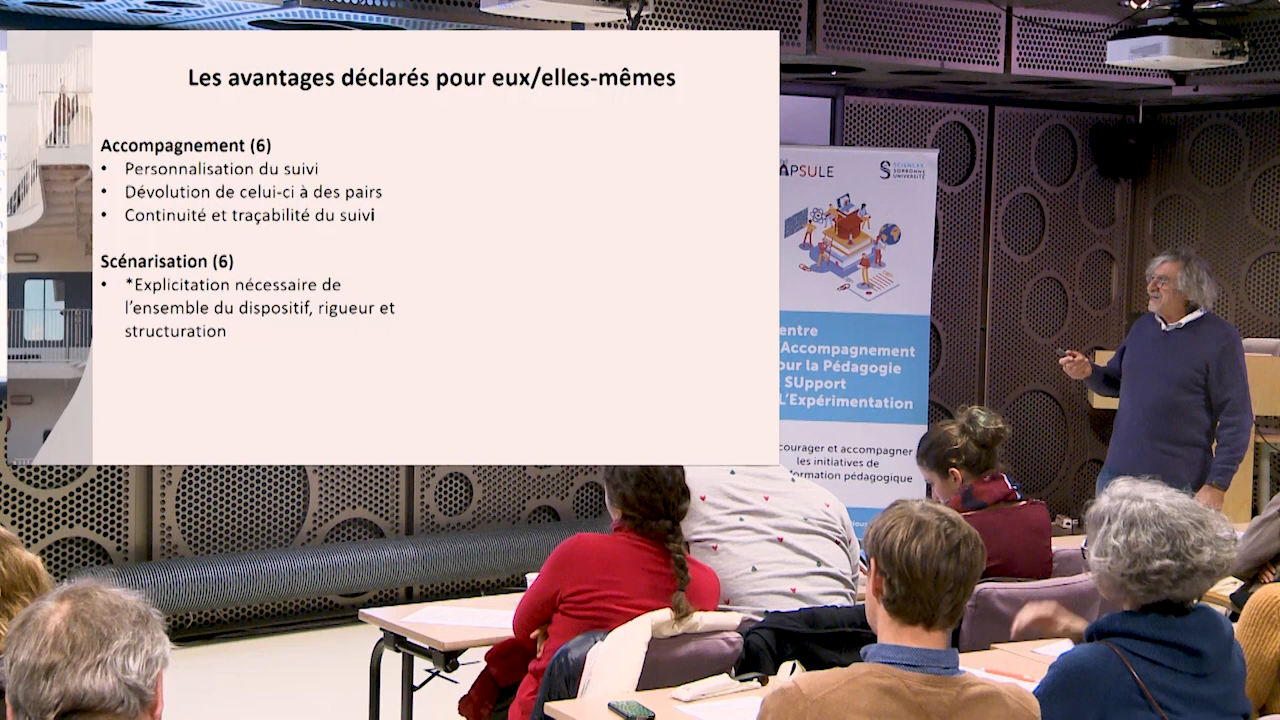 Les avantages déclarés pour eux/elles-mêmes
Accompagnement (6)
• Personnalisation du suivi
• Dévolution de celui-ci à des pairs
• Continuité et traçabilité du suivi
Scénarisation (6)
• *Explicitation nécessaire de
l'ensemble du dispositif, rigueur et
structuration
APSULE
SCIENCES
SORBONNE
UNIVERSITÉ
entre
Accompagnement
our la Pédagogie
SUpport
L'Expérimentation
courager et accompagner
les initiatives de
formation pédagogique